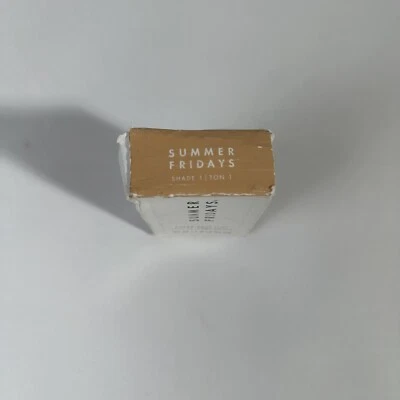 SUMMER
FRIDAYS
SHADE 1 | TON 1
SUMMER
FRIDAYS